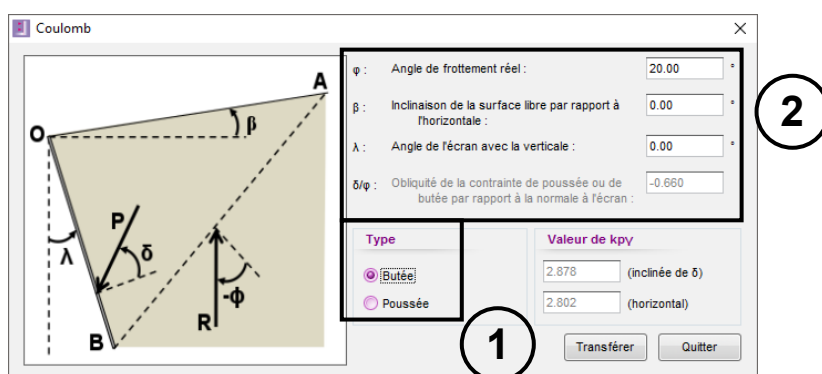 Coulomb
O
A
β
λ
P
δ
-ϕ
R
B
φ : Angle de frottement réel : 20.00 °
β : Inclinaison de la surface libre par rapport à 0.00 °
l'horizontale :
λ : Angle de l'écran avec la verticale : 0.00 °
δ/φ : Obliquité de la contrainte de poussée ou de -0.660
butée par rapport à la normale à l'écran :
2
Type
Butée
Poussée
1
Valeur de kpγ
2.878 (inclinée de δ)
2.802 (horizontal)
Transférer
Quitter